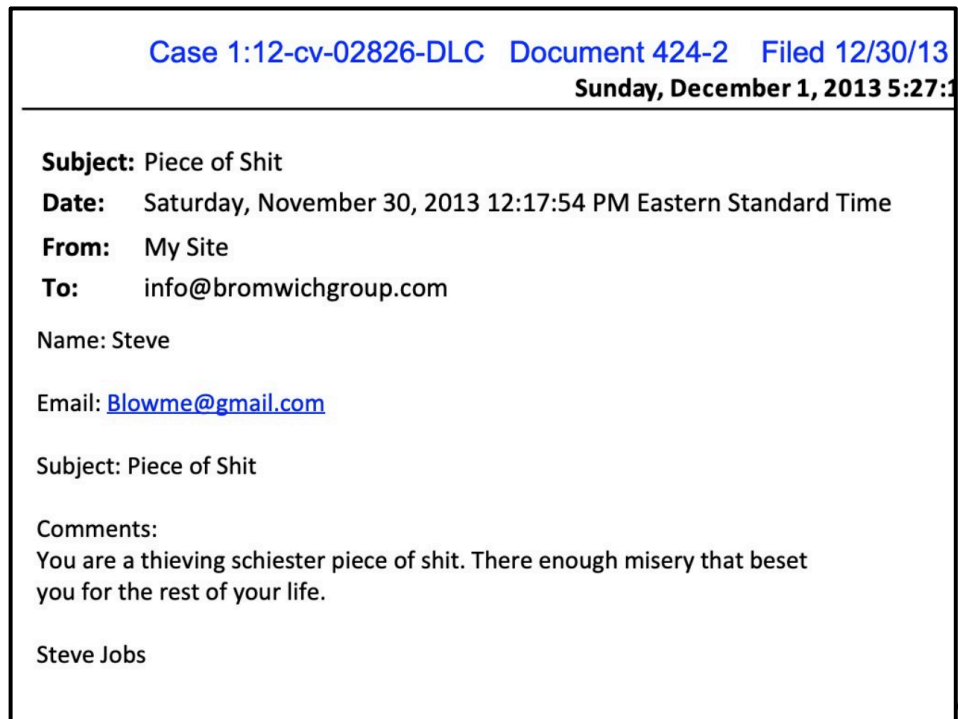 Case 1:12-cv-02826-DLC Document 424-2 Filed 12/30/13
Sunday, December 1, 2013 5:27:1
Subject: Piece of Shit
Date: Saturday, November 30, 2013 12:17:54 PM Eastern Standard Time
From: My Site
To: info@bromwichgroup.com
Name: Steve
Email: Blowme@gmail.com
Subject: Piece of Shit
Comments:
You are a thieving schiester piece of shit. There enough misery that beset
you for the rest of your life.
Steve Jobs